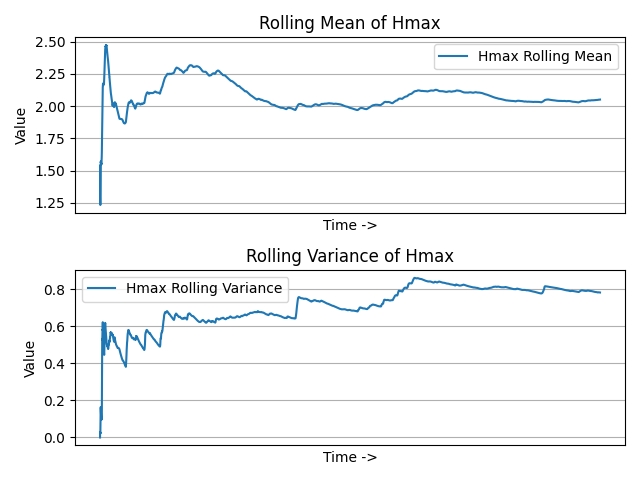 Rolling Mean of Hmax
2.50
2.25
2.00
1.75
1.50
1.25
Value
Hmax Rolling Mean
Time ->
Rolling Variance of Hmax
0.8
0.6
0.4
0.2
0.0
Value
Hmax Rolling Variance
Time ->